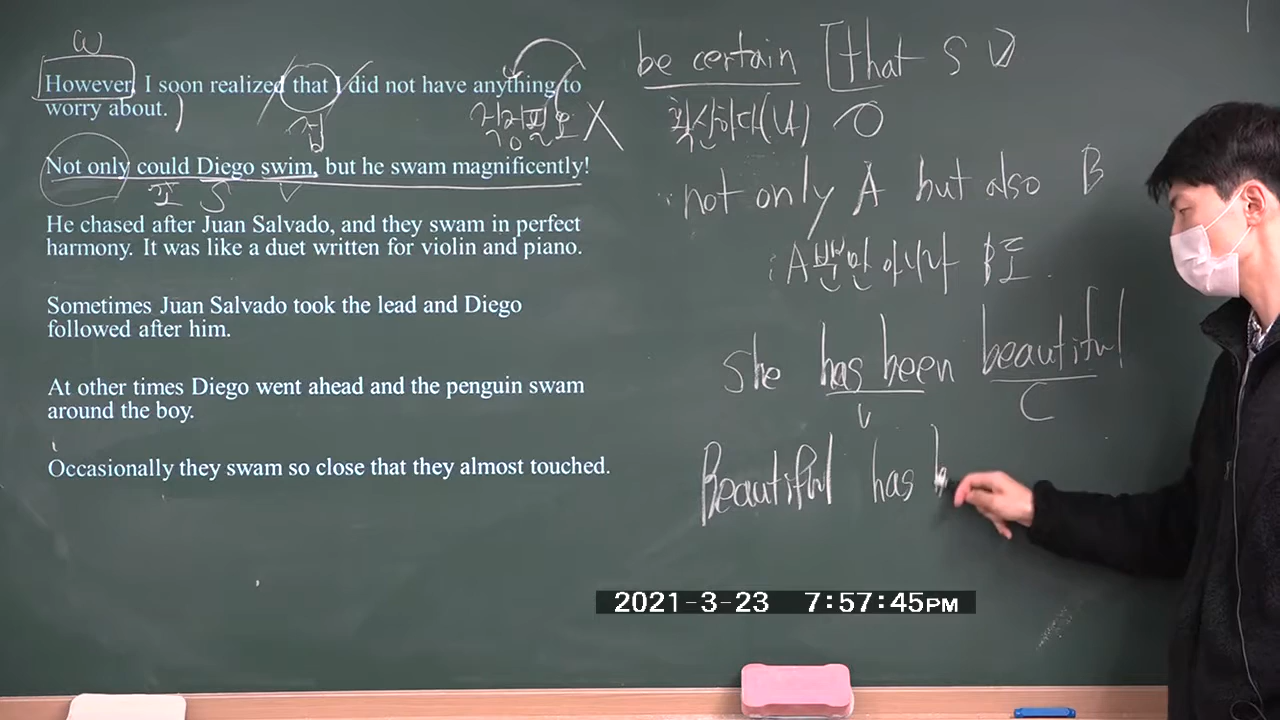 ω
However, I soon realized that I did not have anything to
worry about.
접
걱정필요 X
Not only could Diego swim, but he swam magnificently!
조 S V
He chased after Juan Salvado, and they swam in perfect
harmony. It was like a duet written for violin and piano.
Sometimes Juan Salvado took the lead and Diego
followed after him.
At other times Diego went ahead and the penguin swam
around the boy.
Occasionally they swam so close that they almost touched.
be certain [that S V
확신하다(U) O
not only A but also B
: A뿐만 아니라 B도.
She has been beautiful
V C
Beautiful has be
2021-3-23 7:57:45PM